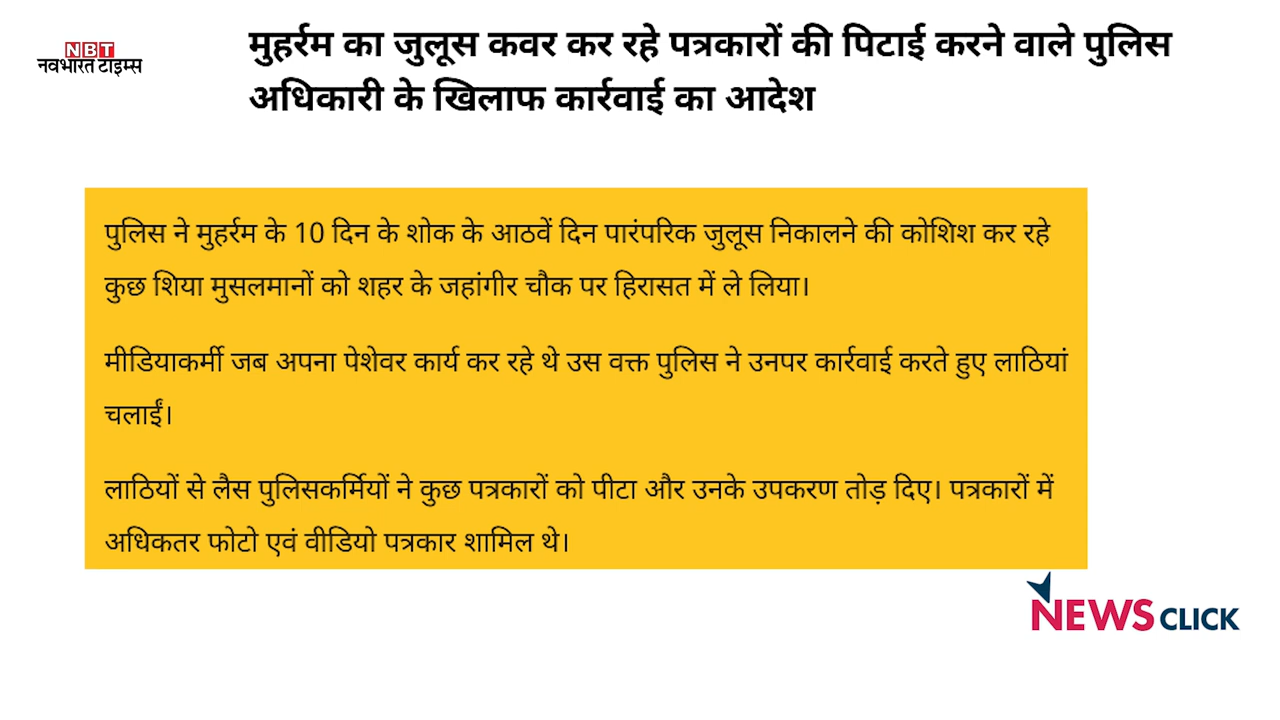 NBT
नवभारत टाइम्स
मुहर्रम का जुलूस कवर कर रहे पत्रकारों की पिटाई करने वाले पुलिस
अधिकारी के खिलाफ कार्रवाई का आदेश
पुलिस ने मुहर्रम के 10 दिन के शोक के आठवें दिन पारंपरिक जुलूस निकालने की कोशिश कर रहे
कुछ शिया मुसलमानों को शहर के जहांगीर चौक पर हिरासत में ले लिया।
मीडियाकर्मी जब अपना पेशेवर कार्य कर रहे थे उस वक्त पुलिस ने उनपर कार्रवाई करते हुए लाठियां
चलाईं।
लाठियों से लैस पुलिसकर्मियों ने कुछ पत्रकारों को पीटा और उनके उपकरण तोड़ दिए। पत्रकारों में
अधिकतर फोटो एवं वीडियो पत्रकार शामिल थे।
NEWS CLICK